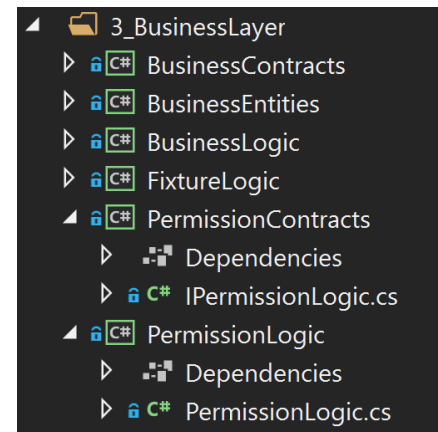 3_BusinessLayer
C# BusinessContracts
C# BusinessEntities
C# BusinessLogic
C# FixtureLogic
C# PermissionContracts
Dependencies
C# IPermissionLogic.cs
C# PermissionLogic
Dependencies
C# PermissionLogic.cs